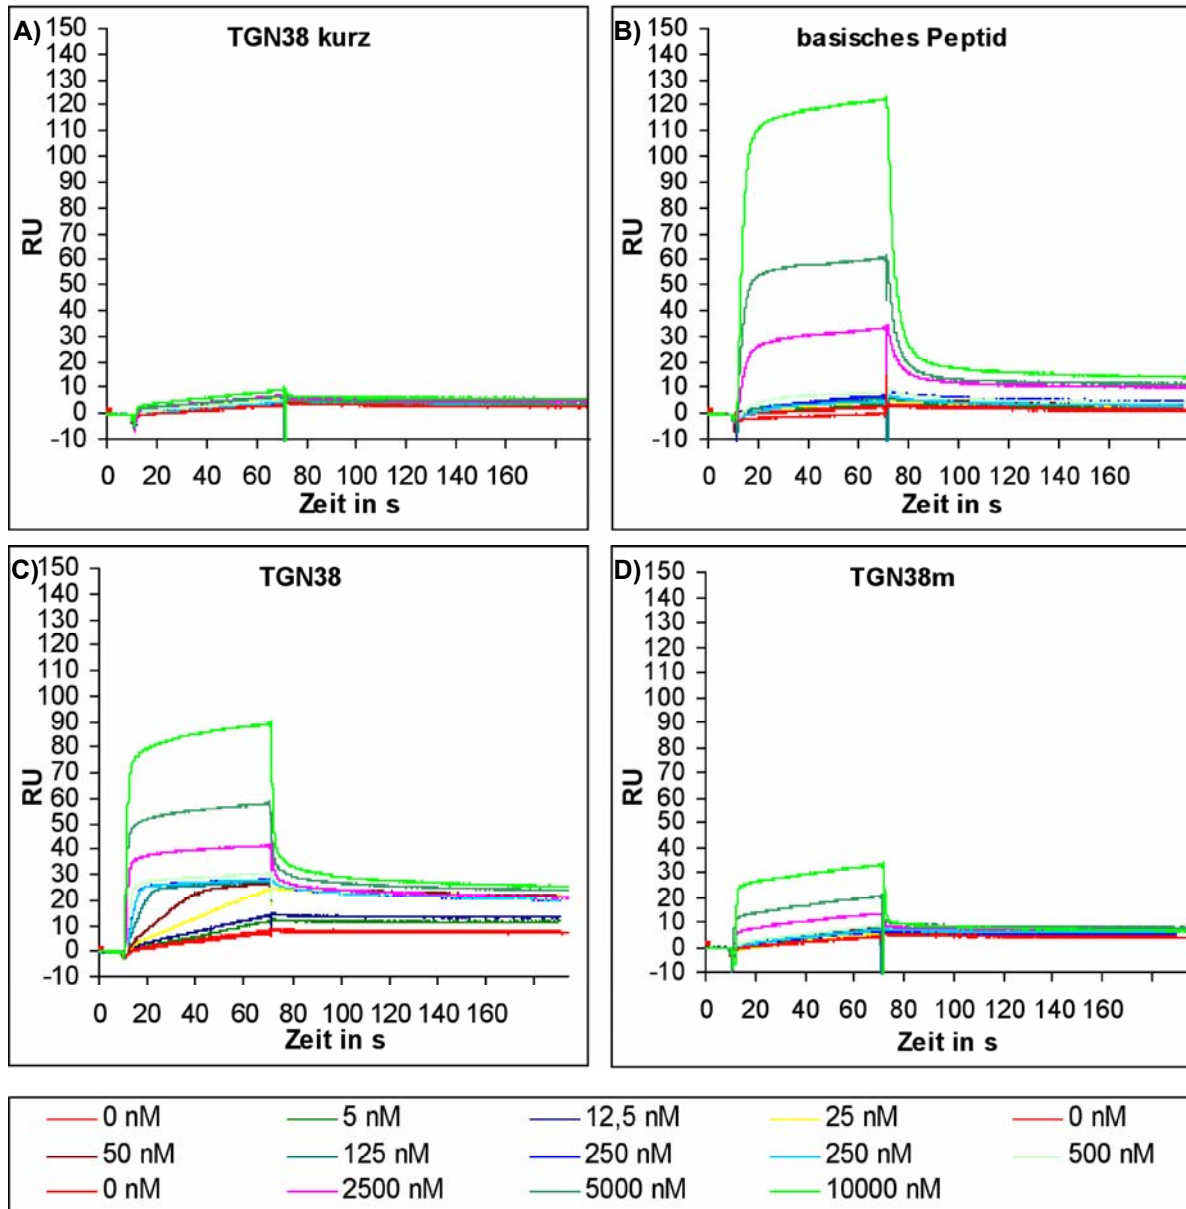 A)
TGN38 kurz
150
140
130
120
110
100
90
80
70
60
50
40
30
20
10
0
-10
RU
0 20 40 60 80 100 120 140 160
Zeit in s
B)
basisches Peptid
150
140
130
120
110
100
90
80
70
60
50
40
30
20
10
0
-10
RU
0 20 40 60 80 100 120 140 160
Zeit in s
C)
TGN38
150
140
130
120
110
100
90
80
70
60
50
40
30
20
10
0
-10
RU
0 20 40 60 80 100 120 140 160
Zeit in s
D)
TGN38m
150
140
130
120
110
100
90
80
70
60
50
40
30
20
10
0
-10
RU
0 20 40 60 80 100 120 140 160
Zeit in s
0 nM 5 nM 12,5 nM 25 nM 0 nM
50 nM 125 nM 250 nM 250 nM 500 nM
0 nM 2500 nM 5000 nM 10000 nM